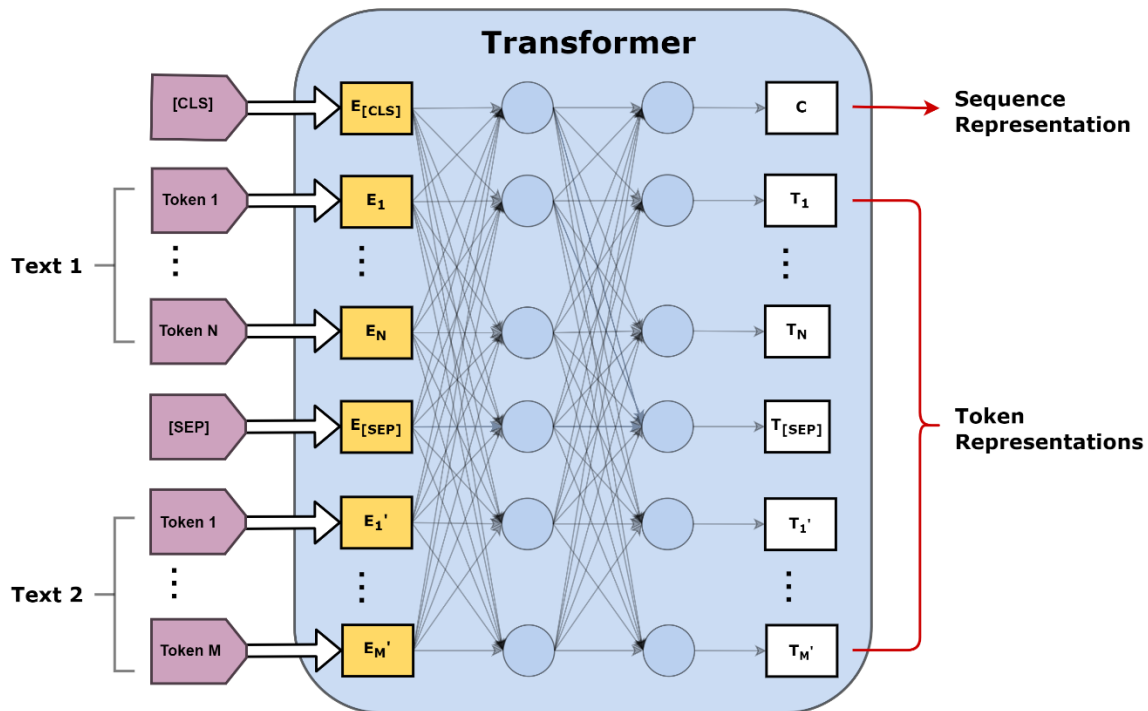 Transformer
[CLS]
E[CLS]
C
Sequence
Representation
Token 1
E1
T1
Text 1
Token N
EN
TN
[SEP]
E[SEP]
T[SEP]
Token
Representations
Token 1
E1'
T1'
Text 2
Token M
EM'
TM'